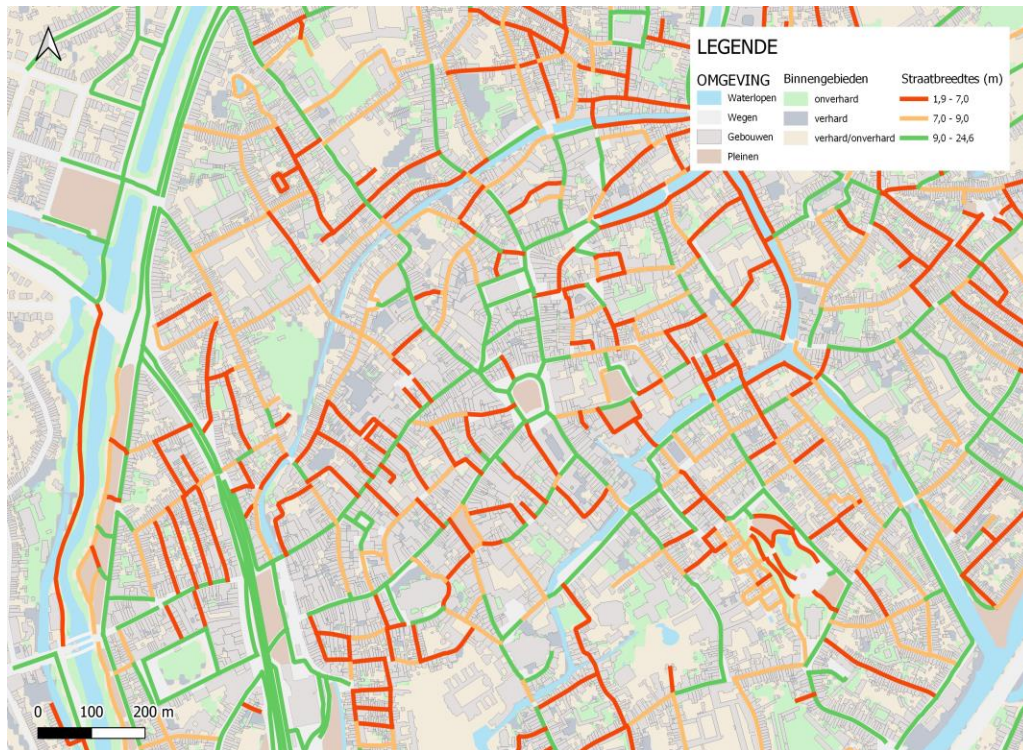 LEGENDE
OMGEVING Binnengebieden Straatbreedtes (m)
Waterlopen onverhard 1,9 - 7,0
Wegen verhard 7,0 - 9,0
Gebouwen verhard/onverhard 9,0 - 24,6
Pleinen
0 100 200 m